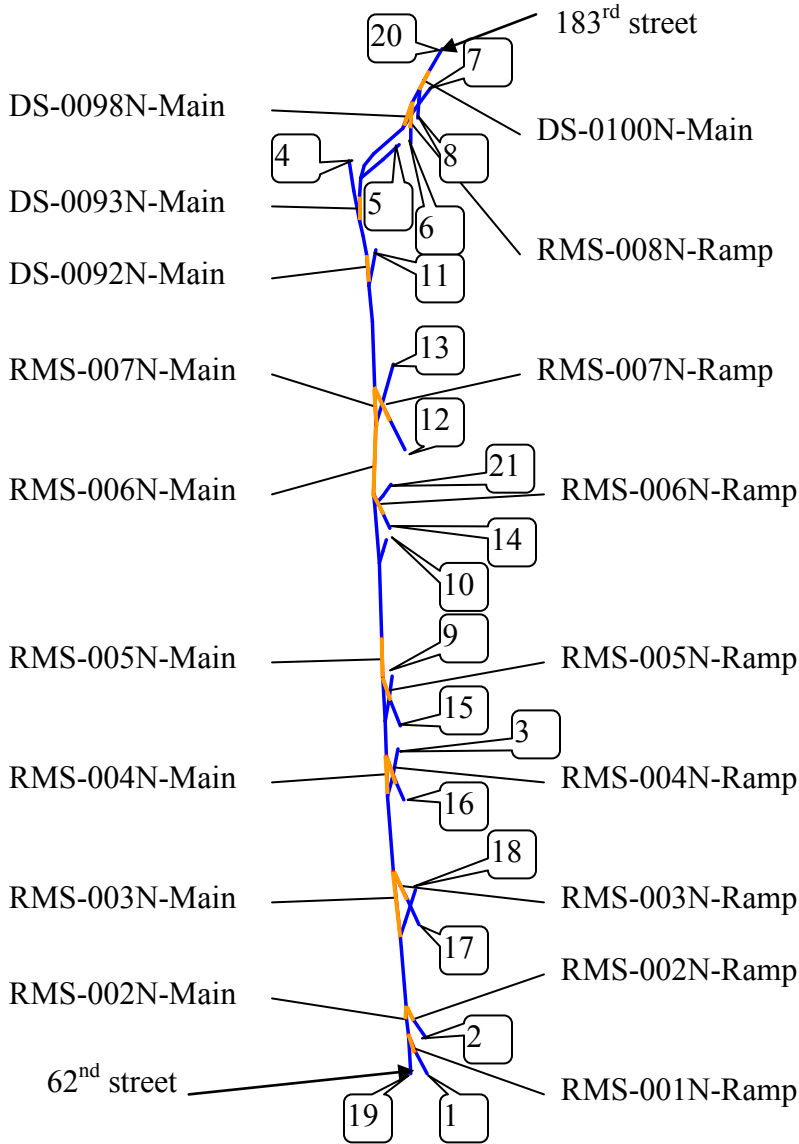 183rd street
20
7
DS-0098N-Main
DS-0100N-Main
4
8
5
6
DS-0093N-Main
RMS-008N-Ramp
11
DS-0092N-Main
13
RMS-007N-Main
RMS-007N-Ramp
12
21
RMS-006N-Main
RMS-006N-Ramp
14
10
9
RMS-005N-Main
RMS-005N-Ramp
15
3
RMS-004N-Main
RMS-004N-Ramp
16
18
RMS-003N-Main
RMS-003N-Ramp
17
RMS-002N-Ramp
RMS-002N-Main
2
62nd street
RMS-001N-Ramp
19
1